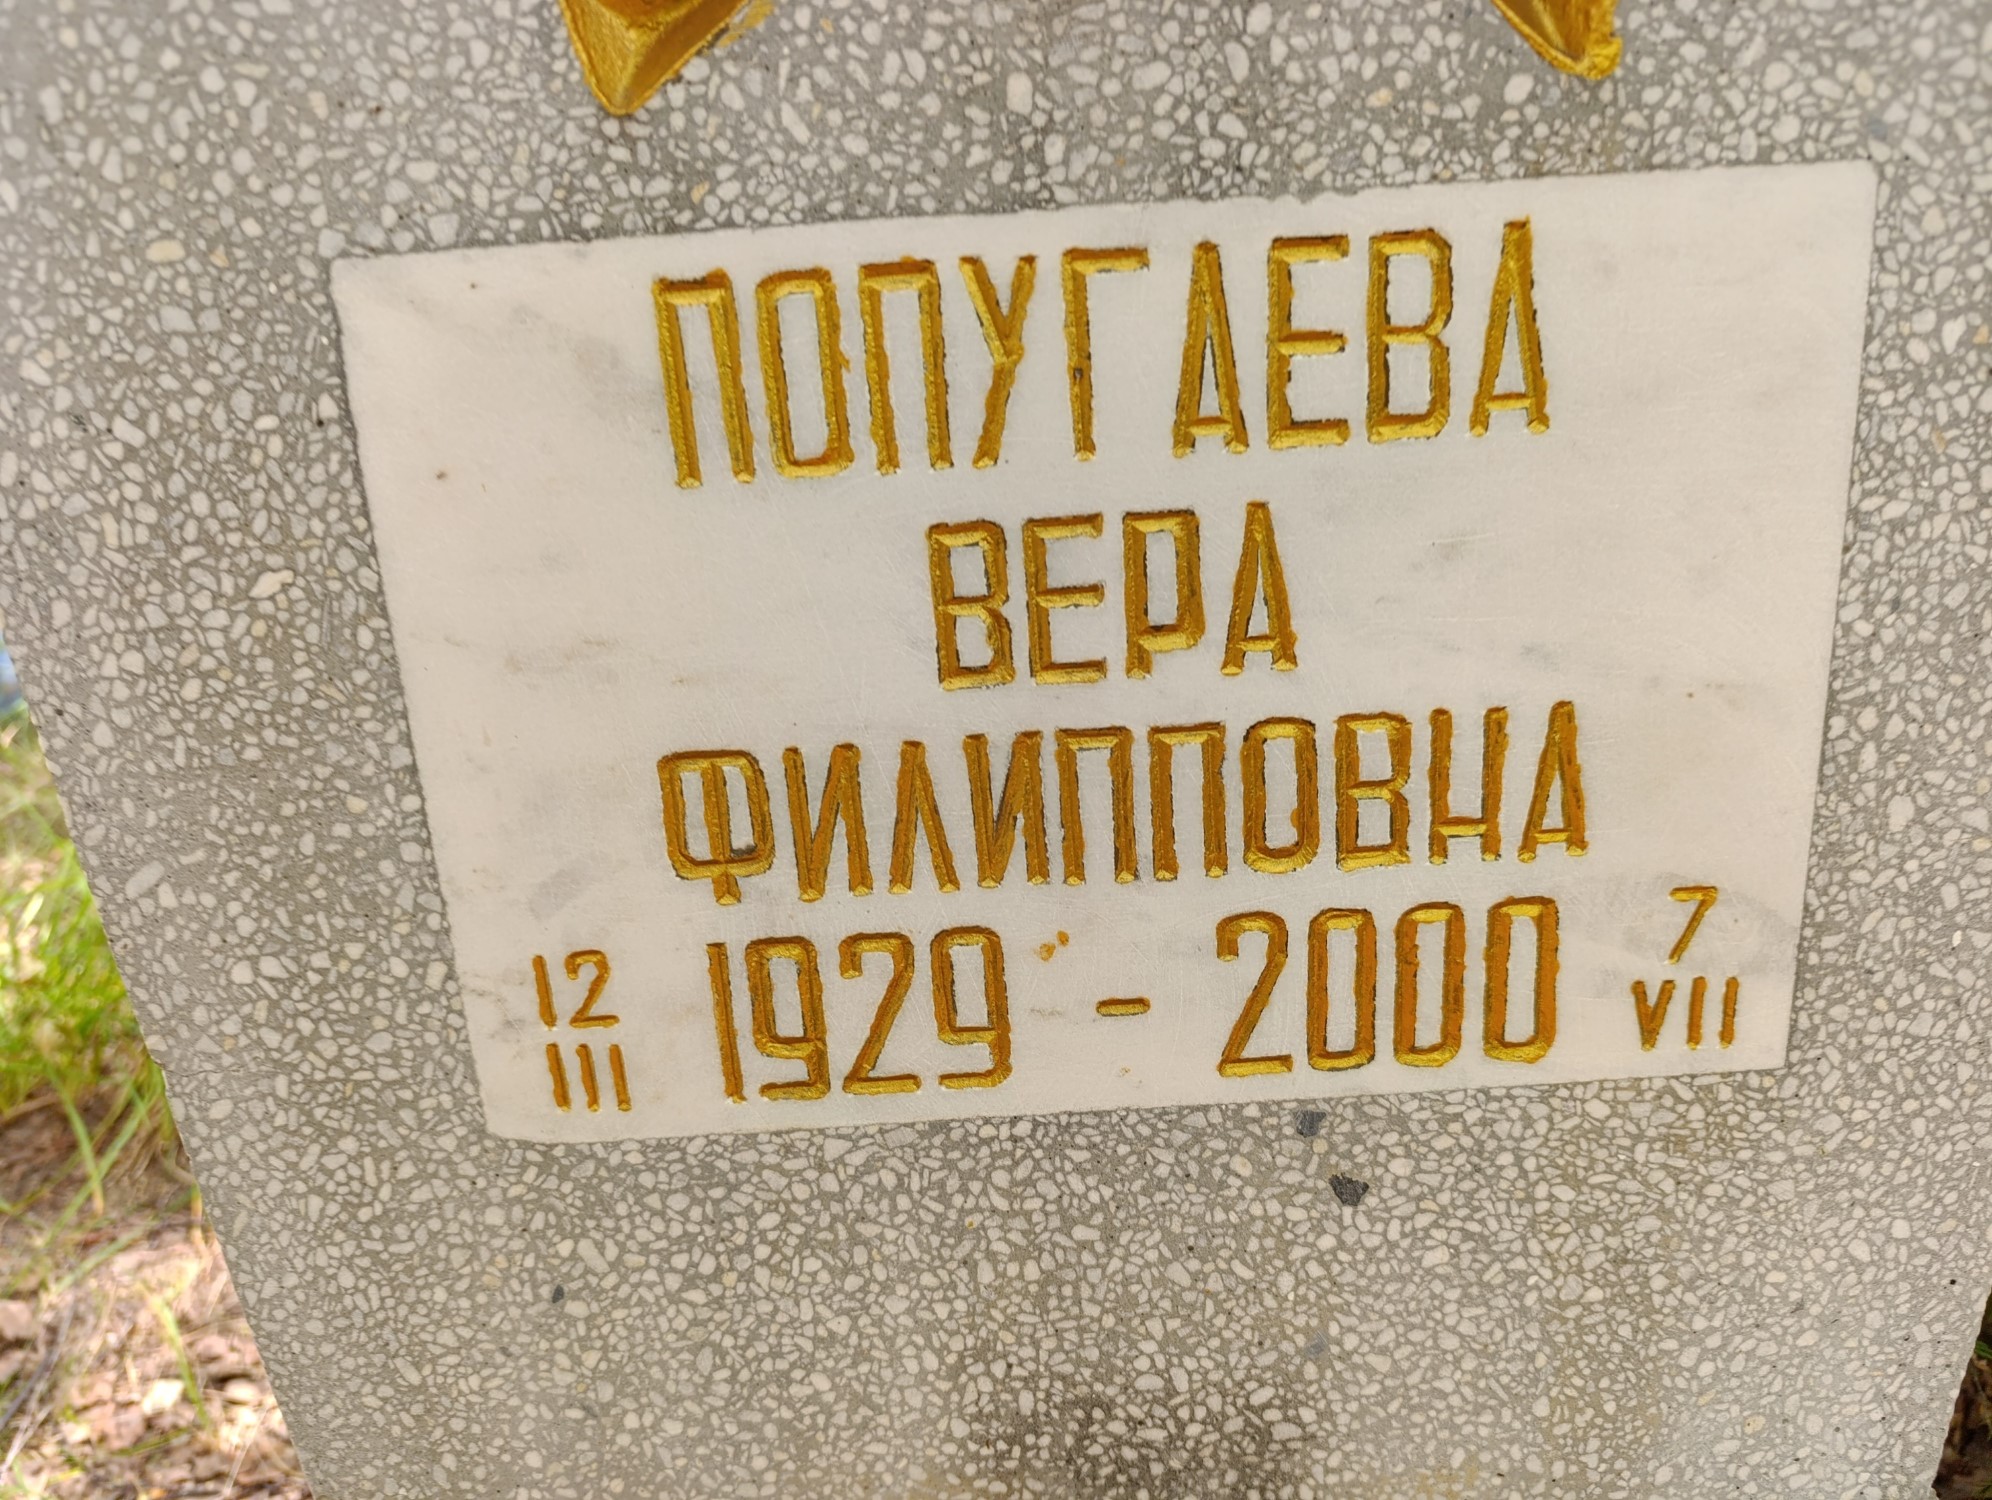 ПОПУГАЕВА
ВЕРА
ФИЛИППОВНА
12 III 1929 - 2000 7 VII